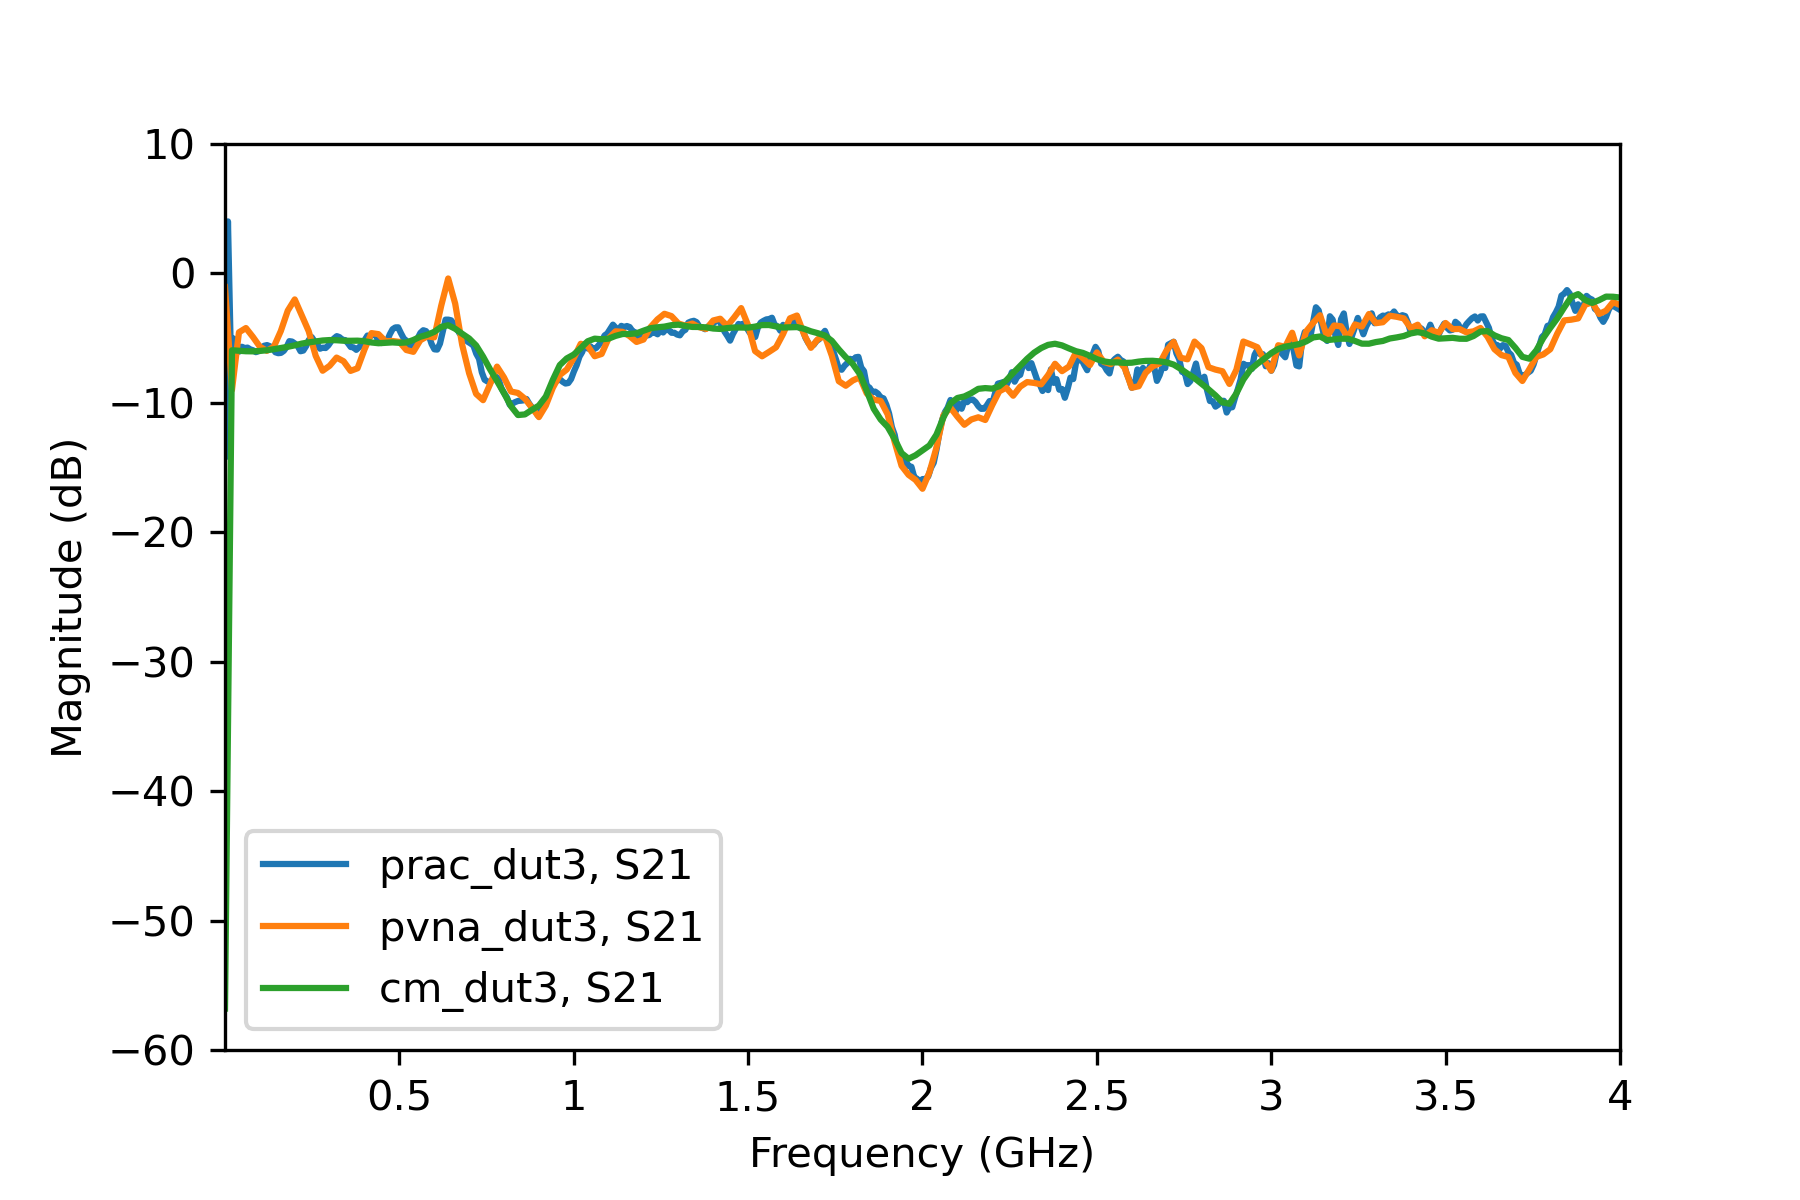 10
0
−10
−20
−30
−40
−50
−60
Magnitude (dB)
prac_dut3, S21
pvna_dut3, S21
cm_dut3, S21
0.5 1 1.5 2 2.5 3 3.5 4
Frequency (GHz)